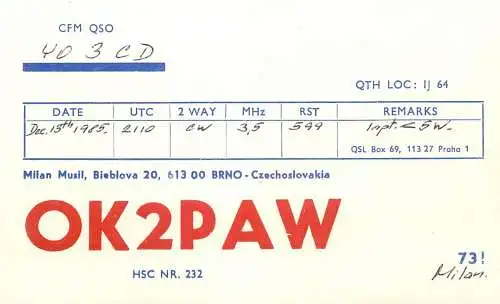 CFM QSO
YO 3 CD
QTH LOC: IJ 64
DATE UTC 2 WAY MHz RST REMARKS
Dec. 15th 1985. 2110 CW 3,5 599 Inpt. < 5W.
QSL Box 69, 113 27 Praha 1
Milan Musil, Bieblova 20, 613 00 BRNO - Czechoslovakia
OK2PAW
HSC NR. 232
73!
Milan.